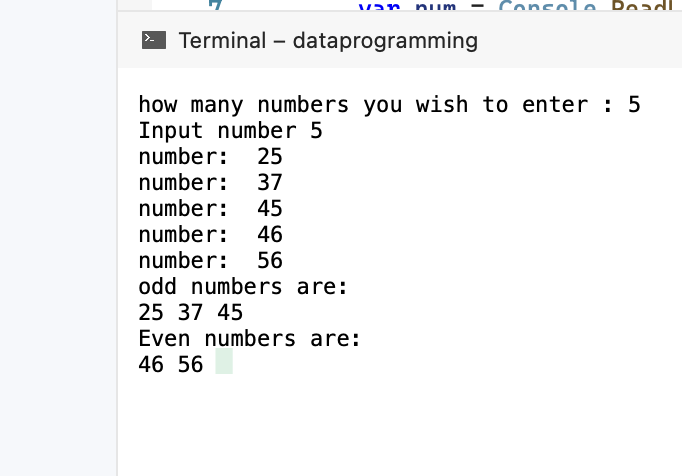 7 var num = Console.ReadL
Terminal – dataprogramming
how many numbers you wish to enter : 5
Input number 5
number:  25
number:  37
number:  45
number:  46
number:  56
odd numbers are:
25 37 45
Even numbers are:
46 56